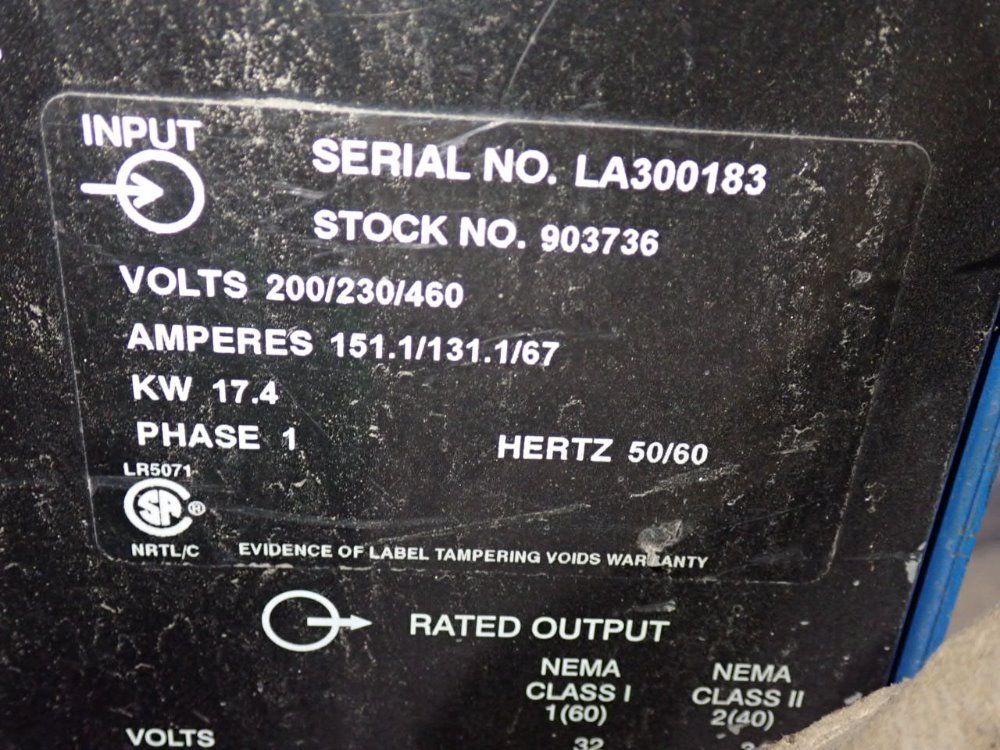 INPUT
SERIAL NO. LA300183
STOCK NO. 903736
VOLTS 200/230/460
AMPERES 151.1/131.1/67
KW 17.4
PHASE 1 HERTZ 50/60
LR5071
®
NRTL/C EVIDENCE OF LABEL TAMPERING VOIDS WARRANTY
RATED OUTPUT
NEMA NEMA
CLASS I CLASS II
1(60) 2(40)
VOLTS 32